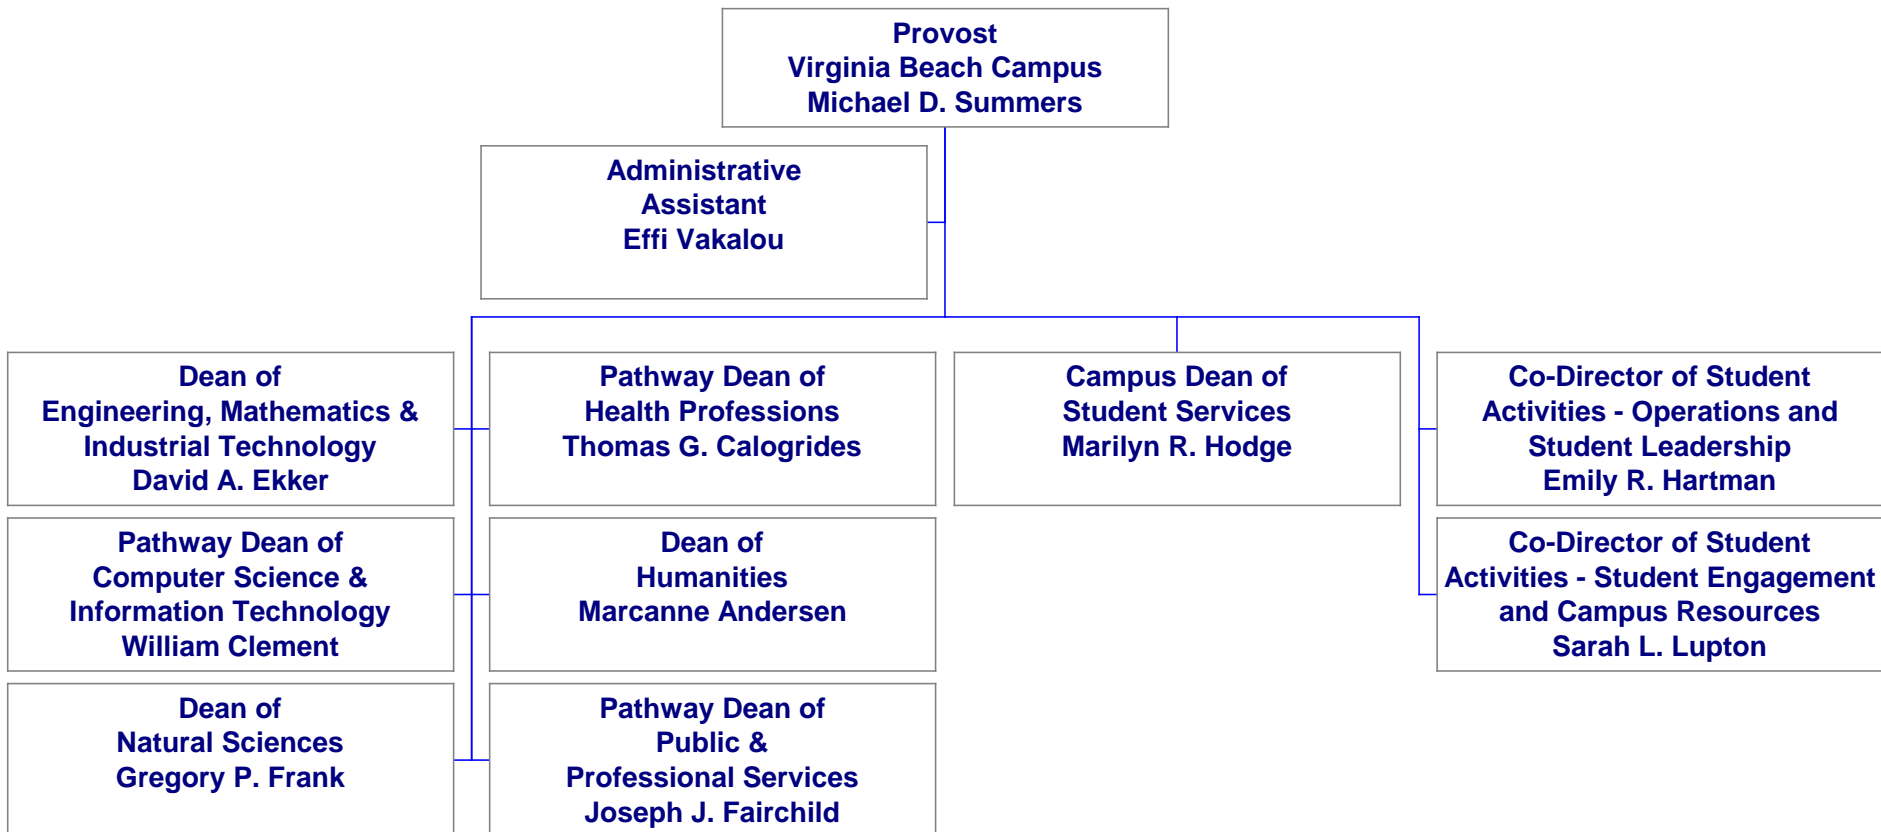 Provost
Virginia Beach Campus
Michael D. Summers
Administrative
Assistant
Effi Vakalou
Dean of
Engineering, Mathematics &
Industrial Technology
David A. Ekker
Pathway Dean of
Health Professions
Thomas G. Calogrides
Campus Dean of
Student Services
Marilyn R. Hodge
Co-Director of Student
Activities - Operations and
Student Leadership
Emily R. Hartman
Pathway Dean of
Computer Science &
Information Technology
William Clement
Dean of
Humanities
Marcanne Andersen
Co-Director of Student
Activities - Student Engagement
and Campus Resources
Sarah L. Lupton
Dean of
Natural Sciences
Gregory P. Frank
Pathway Dean of
Public &
Professional Services
Joseph J. Fairchild